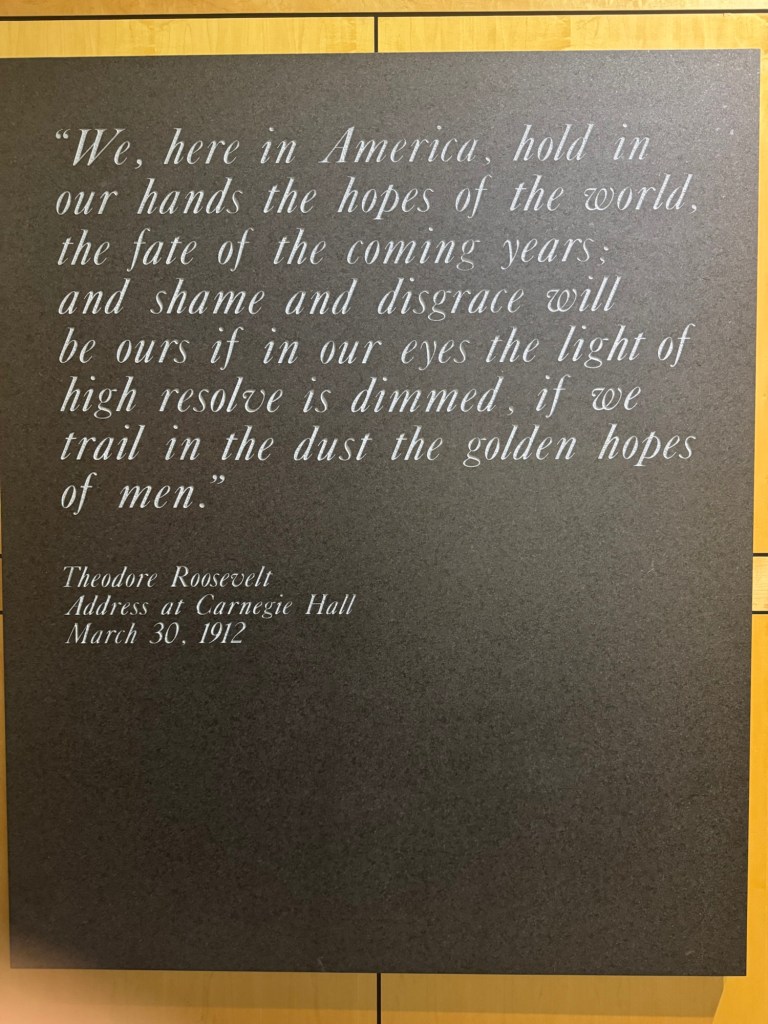 “We, here in America, hold in
our hands the hopes of the world,
the fate of the coming years;
and shame and disgrace will
be ours if in our eyes the light of
high resolve is dimmed, if we
trail in the dust the golden hopes
of men.”
Theodore Roosevelt
Address at Carnegie Hall
March 30, 1912